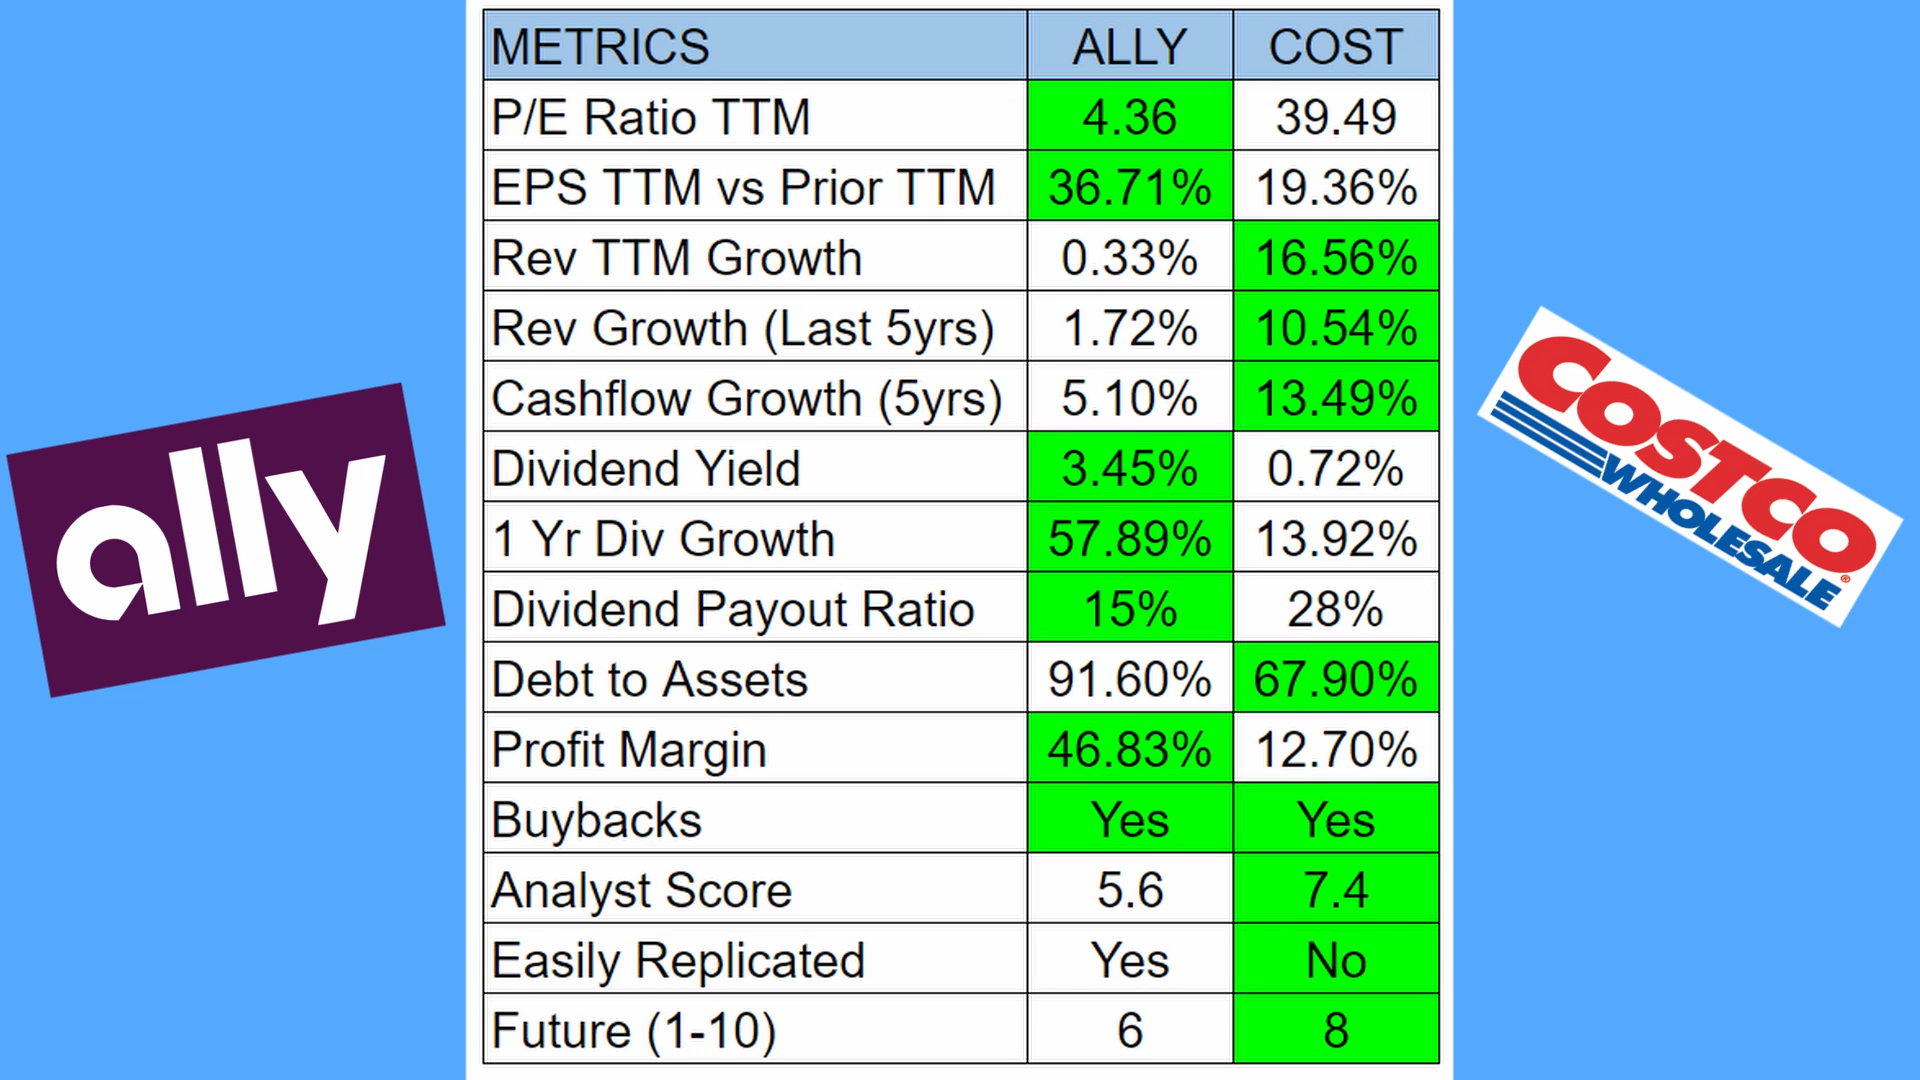 METRICS ALLY COST
P/E Ratio TTM 4.36 39.49
EPS TTM vs Prior TTM 36.71% 19.36%
Rev TTM Growth 0.33% 16.56%
Rev Growth (Last 5yrs) 1.72% 10.54%
Cashflow Growth (5yrs) 5.10% 13.49%
Dividend Yield 3.45% 0.72%
1 Yr Div Growth 57.89% 13.92%
Dividend Payout Ratio 15% 28%
Debt to Assets 91.60% 67.90%
Profit Margin 46.83% 12.70%
Buybacks Yes Yes
Analyst Score 5.6 7.4
Easily Replicated Yes No
Future (1-10) 6 8
ally
COSTCO
WHOLESALE®